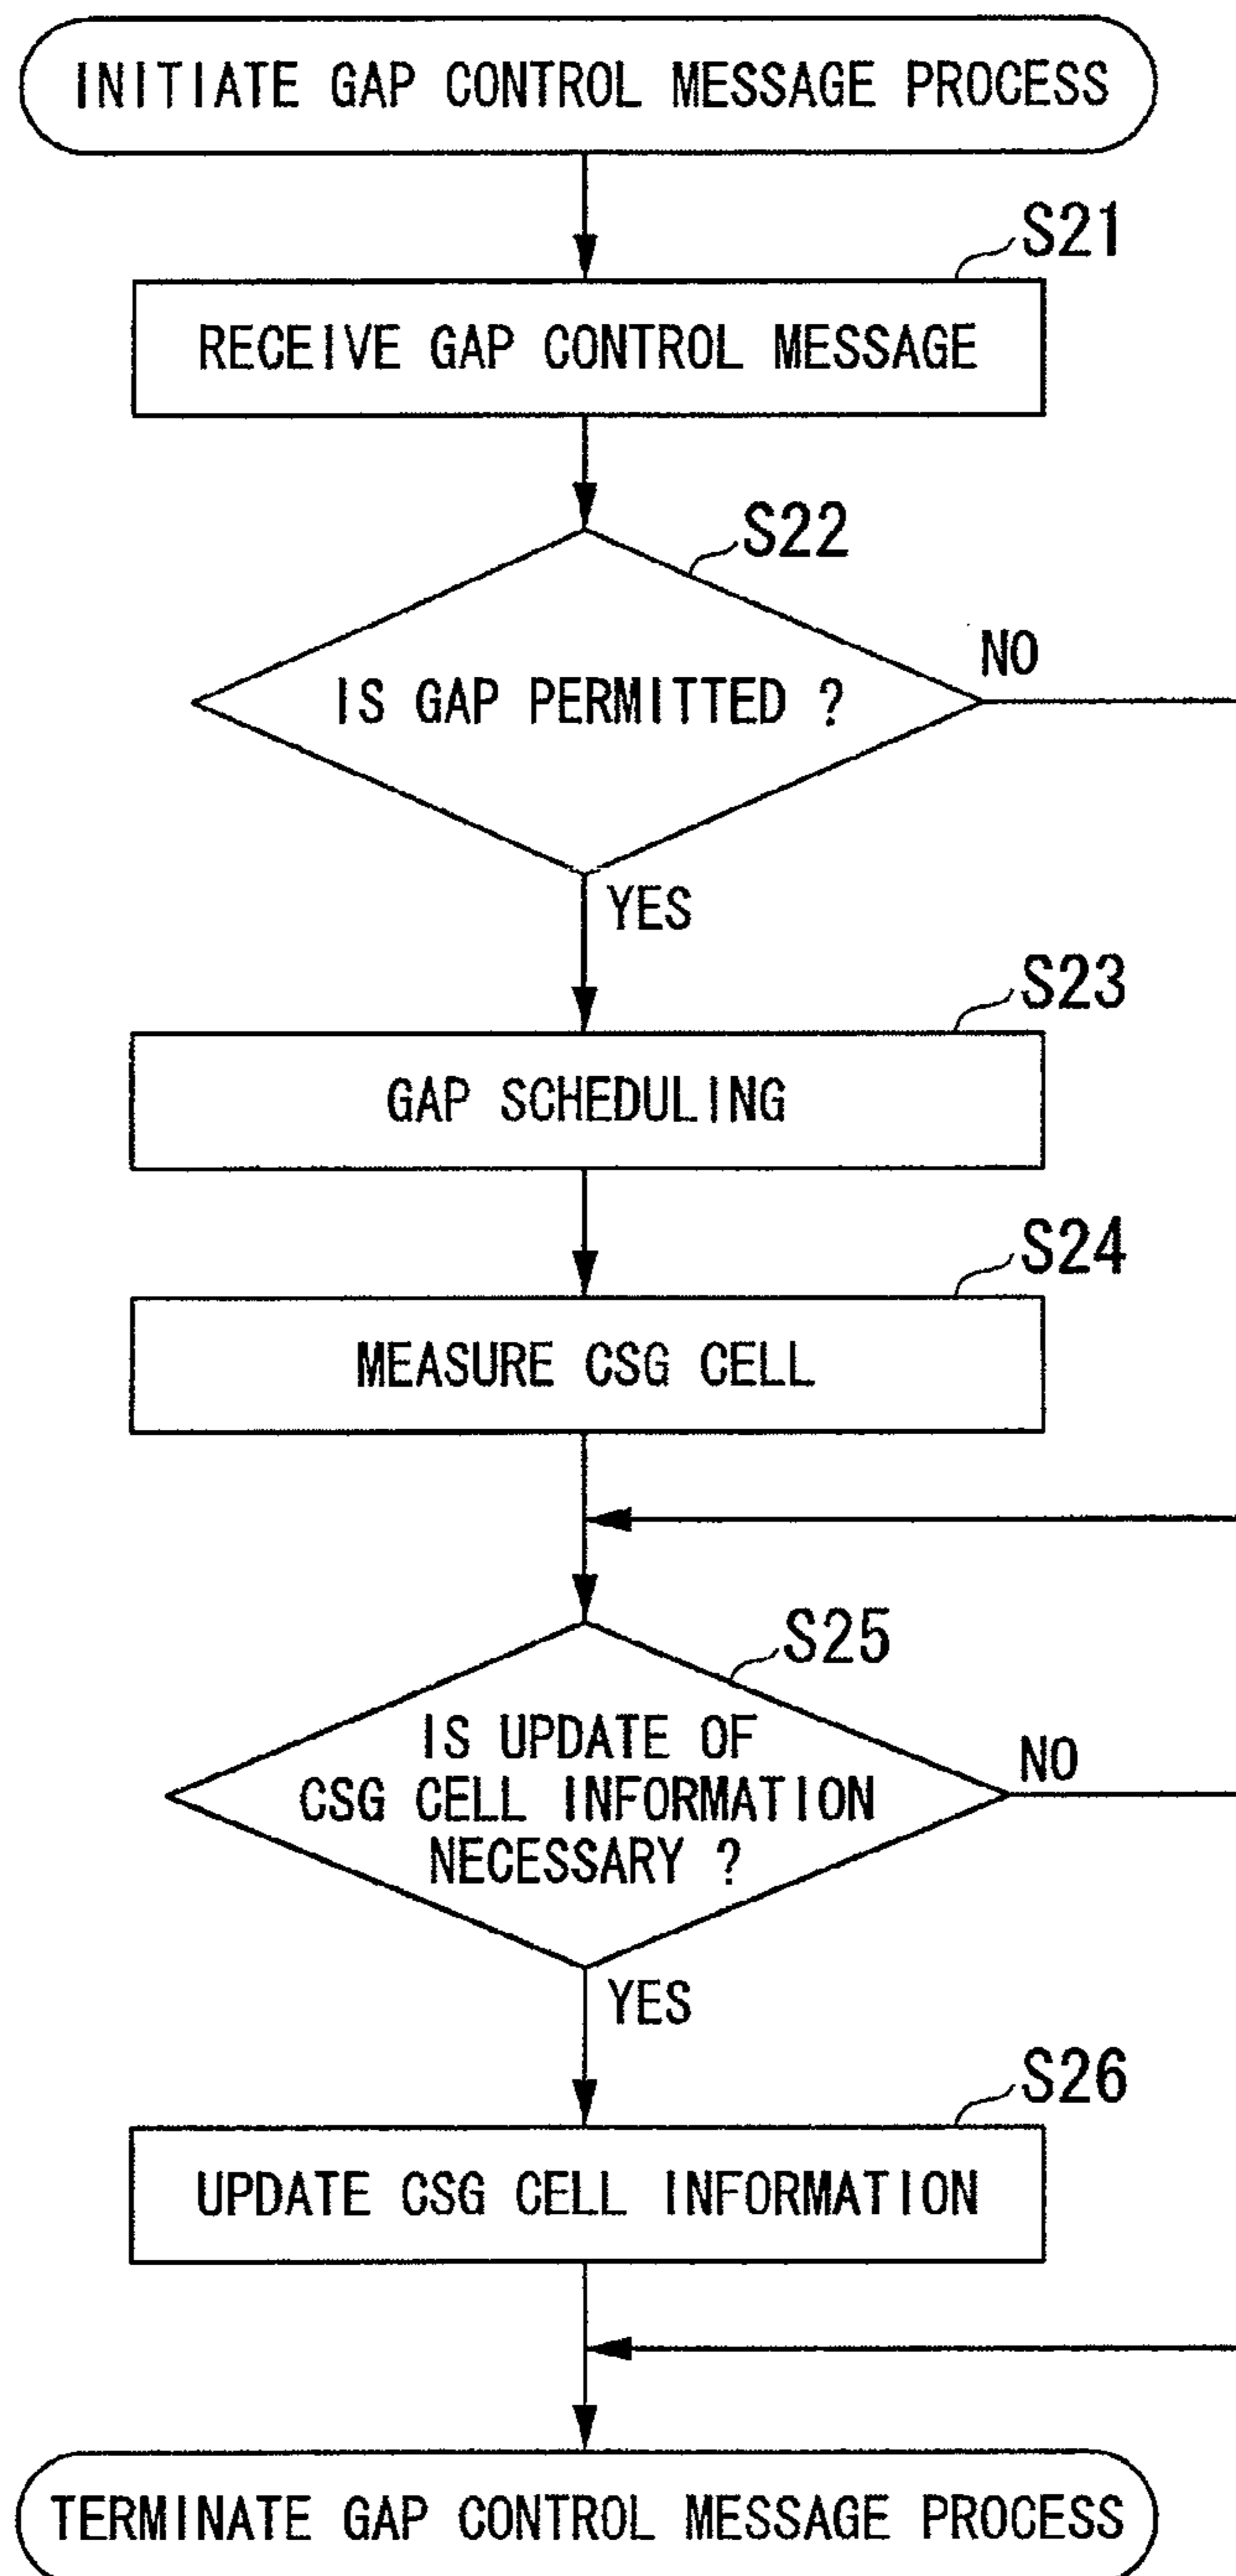 INITIATE GAP CONTROL MESSAGE PROCESS
S21
RECEIVE GAP CONTROL MESSAGE
S22
IS GAP PERMITTED ?
NO
YES
S23
GAP SCHEDULING
S24
MEASURE CSG CELL
S25
IS UPDATE OF
CSG CELL INFORMATION
NECESSARY ?
NO
YES
S26
UPDATE CSG CELL INFORMATION
TERMINATE GAP CONTROL MESSAGE PROCESS